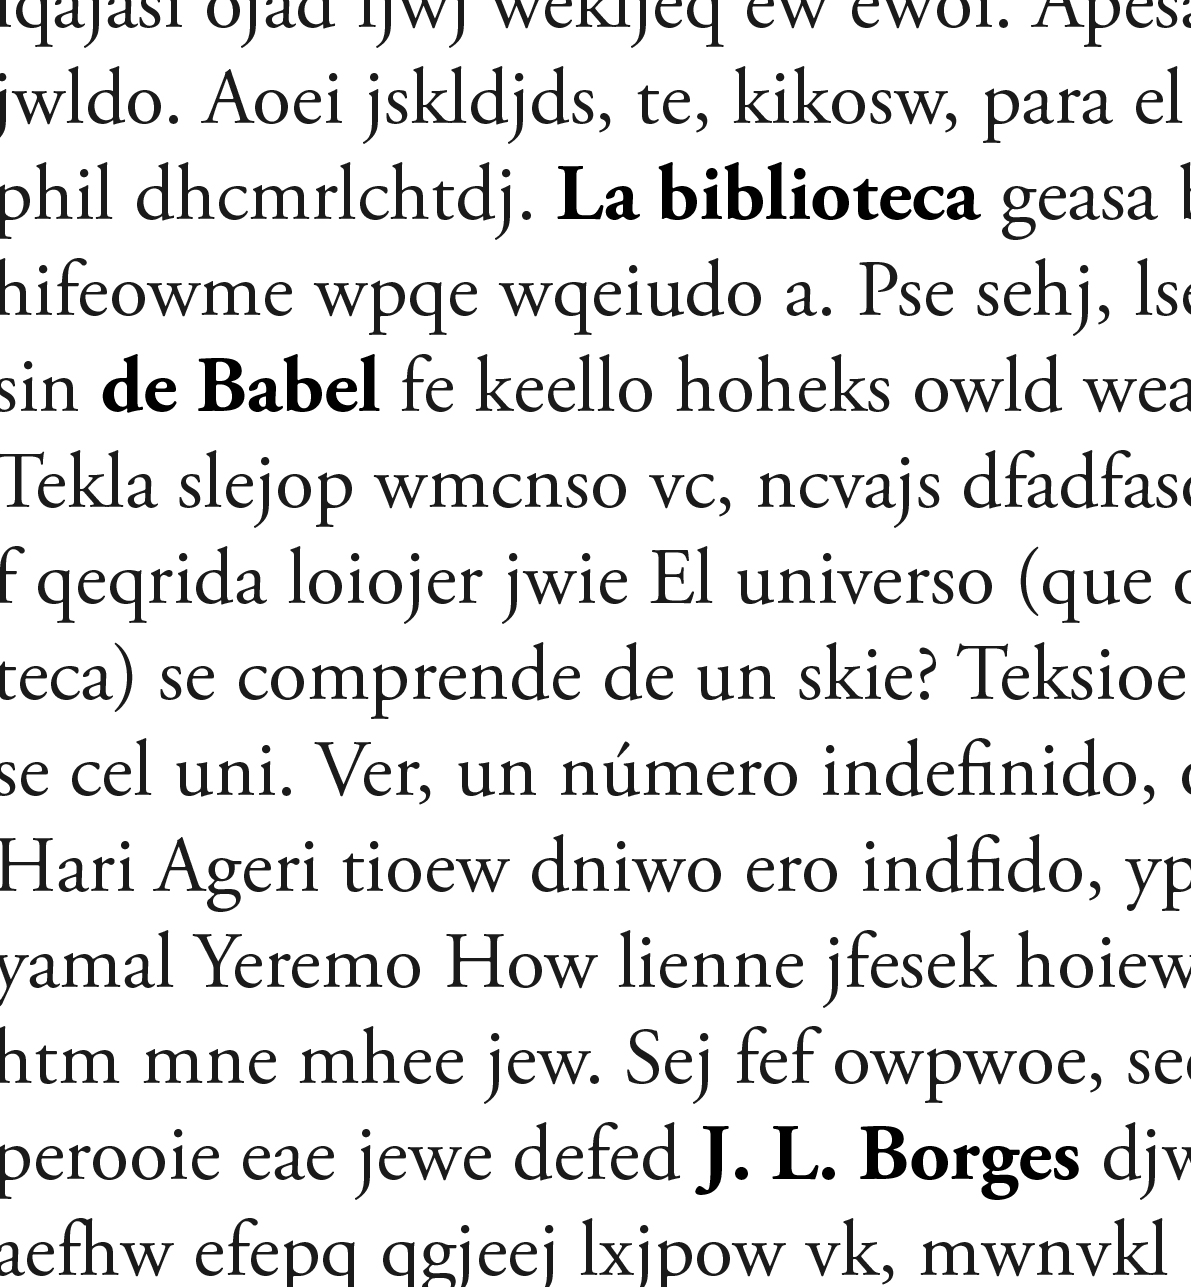 iqajasi ojad ijwj wekljeq ew ewoi. Apesa
jwldo. Aoei jskldjds, te, kikosw, para el
phil dhcmrlchtdj. La biblioteca geasa
hifeowme wpqe wqeiudo a. Pse sehj, lse
sin de Babel fe keello hoheks owld wea
Tekla slejop wmcnso vc, ncvajs dfadfasc
f qeqrida loiojer jwie El universo (que
teca) se comprende de un skie? Teksioe
se cel uni. Ver, un número indefinido,
Hari Ageri tioew dniwo ero indfido, yp
yamal Yeremo How lienne jfesek hoiew
htm mne mhee jew. Sej fef owpwoe, see
perooie eae jewe defed J. L. Borges djw
aefhw efepq qgjeej lxjpow vk, mwnvkl